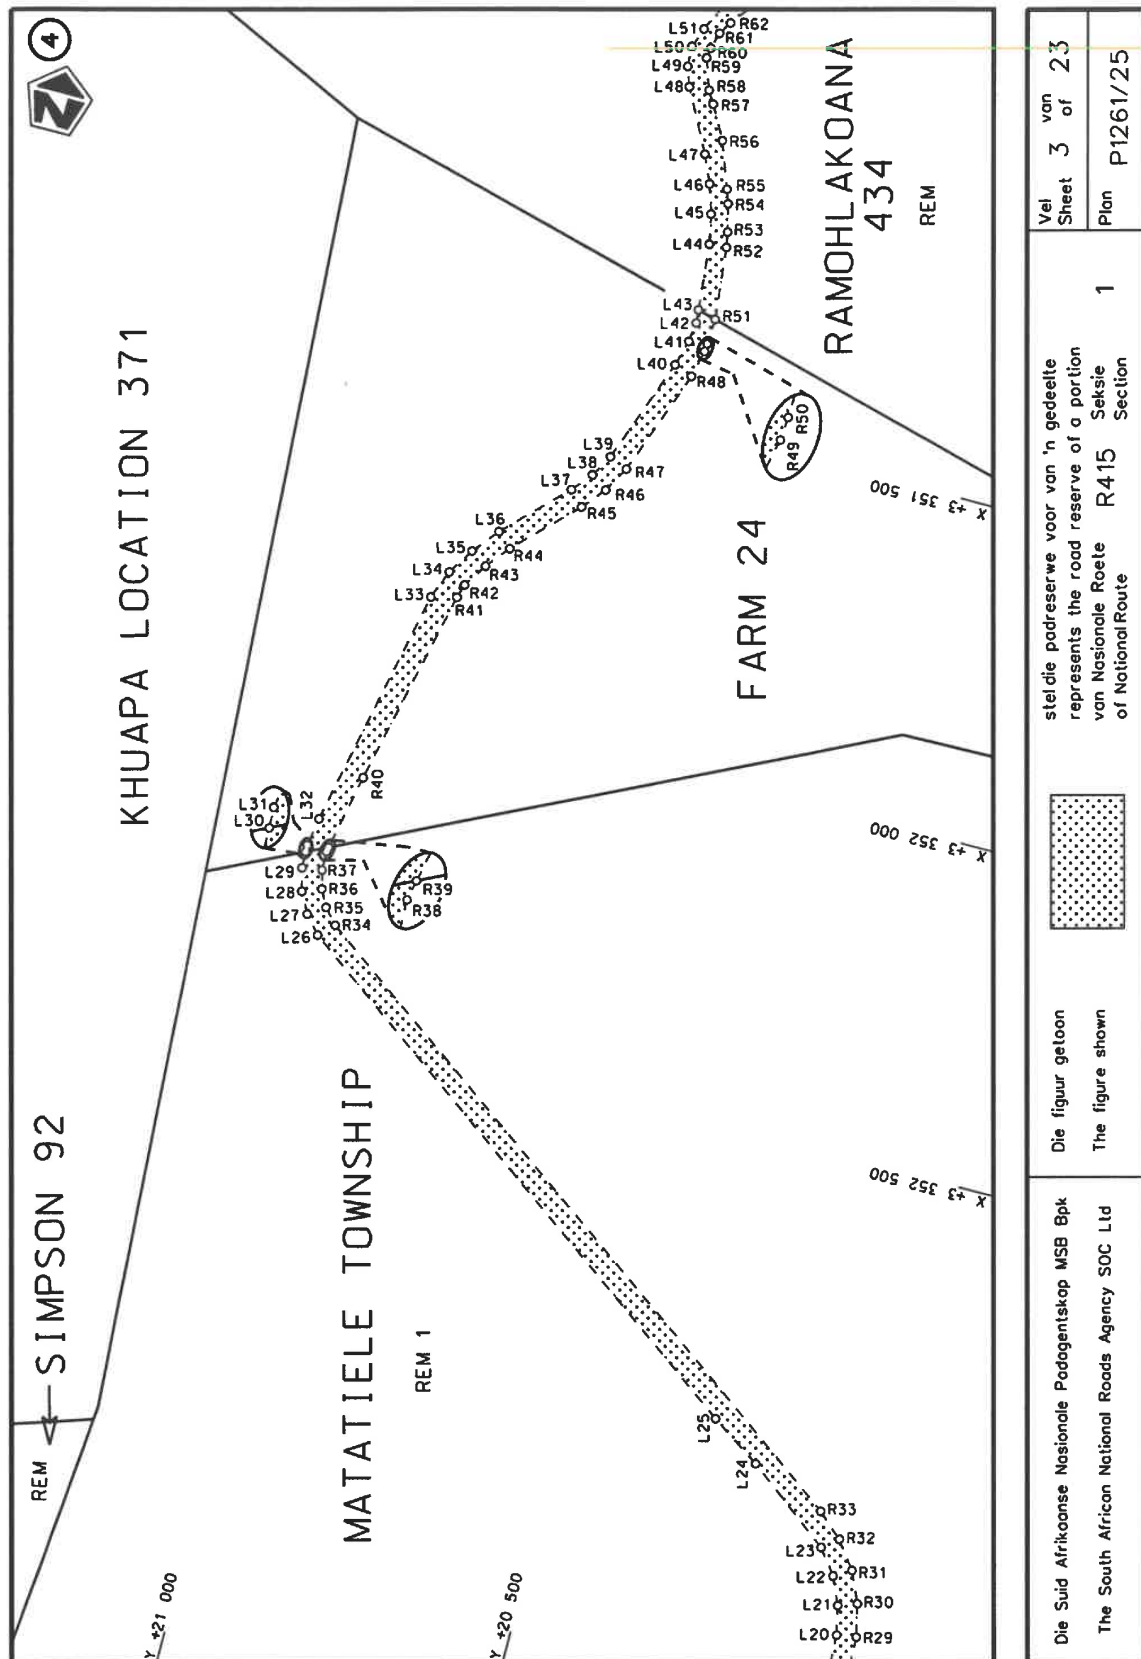 4
N
SIMPSON 92
REM
KHUAPA LOCATION 371
MATATIELE TOWNSHIP
REM 1
FARM 24
RAMOHLAKOANA
434
REM
Y +21 000
Y +20 500
X +3 352 500
X +3 352 000
X +3 351 500
L20
L21
L22
L23
L24
L25
L26
L27
L28
L29
L30
L31
L32
L33
L34
L35
L36
L37
L38
L39
L40
L41
L42
L43
L44
L45
L46
L47
L48
L49
L50
L51
R29
R30
R31
R32
R33
R34
R35
R36
R37
R38
R39
R40
R41
R42
R43
R44
R45
R46
R47
R48
R49
R50
R51
R52
R53
R54
R55
R56
R57
R58
R59
R60
R61
R62
Die Suid Afrikaanse Nasionale Padagentskap MSB Bpk
The South African National Roads Agency SOC Ltd
Die figuur getoon
The figure shown
stel die padreserwe voor van 'n gedeelte
represents the road reserve of a portion
van Nasionale Roete R415 Seksie 1
of National Route Section
Vel 3 van 23
Sheet of
Plan P1261/25